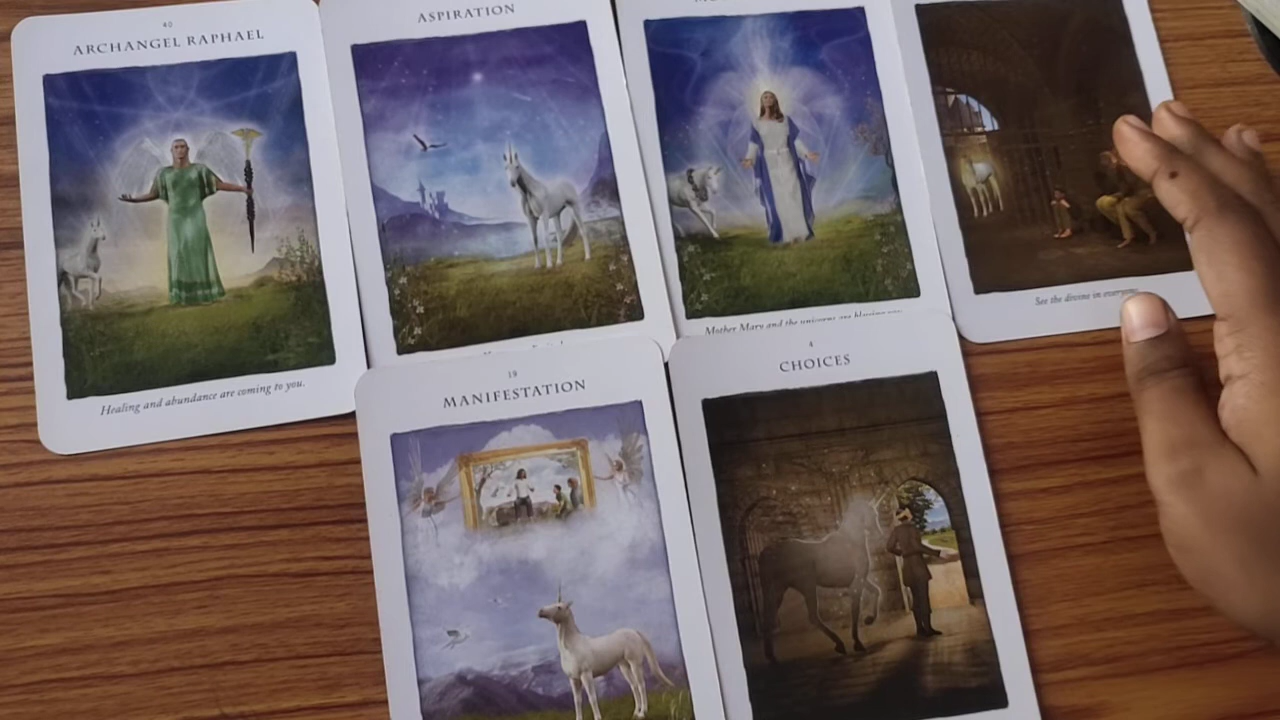 40
ARCHANGEL RAPHAEL
Healing and abundance are coming to you.
ASPIRATION
Mother Mary and the unicorns are blessing you.
See the divine in everyone.
19
MANIFESTATION
4
CHOICES